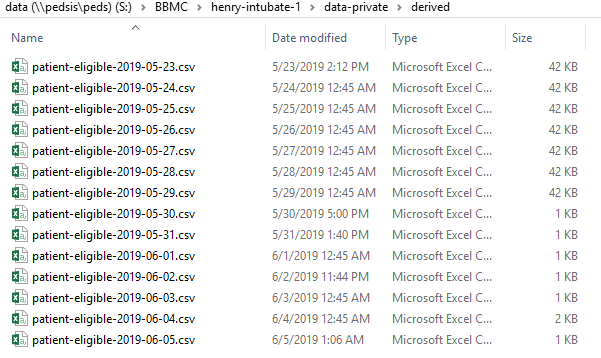 data (\\pedsis\peds) (S:) > BBMC > henry-intubate-1 > data-private > derived
Name Date modified Type Size
patient-eligible-2019-05-23.csv 5/23/2019 2:12 PM Microsoft Excel C... 42 KB
patient-eligible-2019-05-24.csv 5/24/2019 12:45 AM Microsoft Excel C... 42 KB
patient-eligible-2019-05-25.csv 5/25/2019 12:45 AM Microsoft Excel C... 42 KB
patient-eligible-2019-05-26.csv 5/26/2019 12:45 AM Microsoft Excel C... 42 KB
patient-eligible-2019-05-27.csv 5/27/2019 12:45 AM Microsoft Excel C... 42 KB
patient-eligible-2019-05-28.csv 5/28/2019 12:45 AM Microsoft Excel C... 42 KB
patient-eligible-2019-05-29.csv 5/29/2019 12:45 AM Microsoft Excel C... 42 KB
patient-eligible-2019-05-30.csv 5/30/2019 5:00 PM Microsoft Excel C... 1 KB
patient-eligible-2019-05-31.csv 5/31/2019 1:40 PM Microsoft Excel C... 1 KB
patient-eligible-2019-06-01.csv 6/1/2019 12:45 AM Microsoft Excel C... 1 KB
patient-eligible-2019-06-02.csv 6/2/2019 11:44 PM Microsoft Excel C... 1 KB
patient-eligible-2019-06-03.csv 6/3/2019 12:45 AM Microsoft Excel C... 1 KB
patient-eligible-2019-06-04.csv 6/4/2019 12:45 AM Microsoft Excel C... 2 KB
patient-eligible-2019-06-05.csv 6/5/2019 1:06 AM Microsoft Excel C... 1 KB